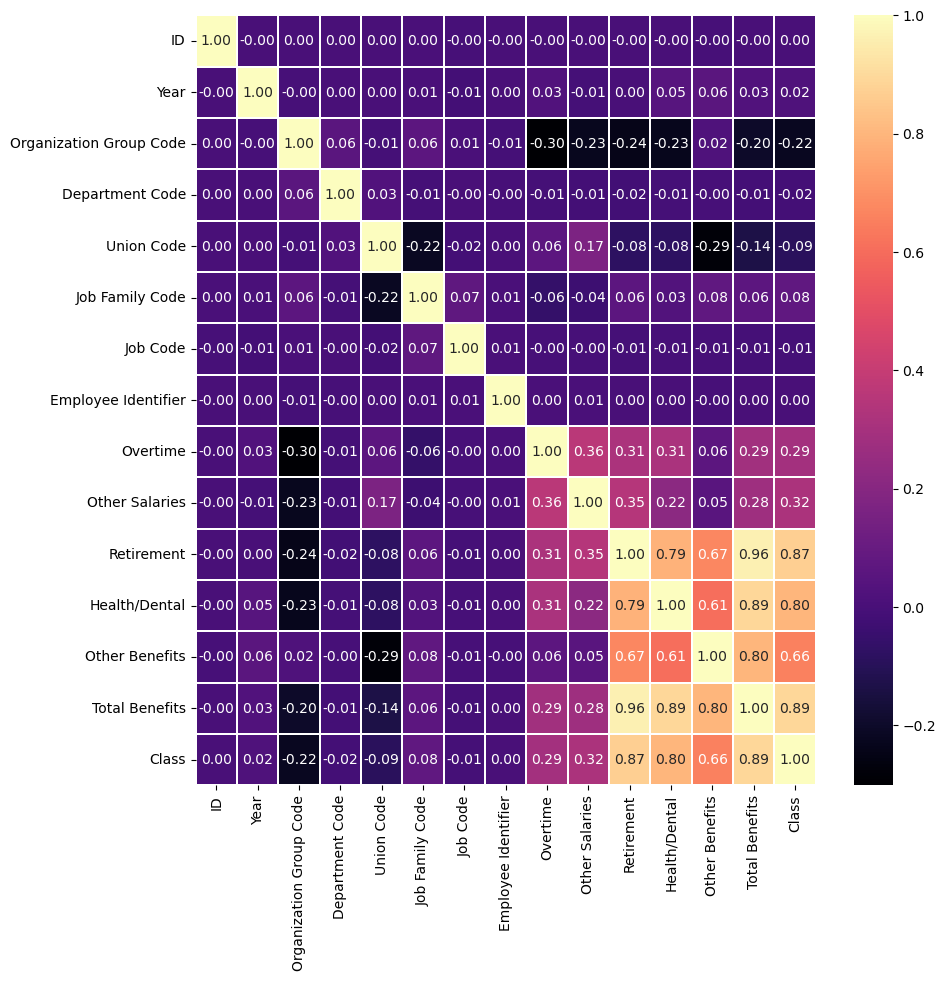 ID 1.00 -0.00 0.00 0.00 0.00 0.00 -0.00 -0.00 -0.00 -0.00 -0.00 -0.00 -0.00 -0.00 0.00
Year -0.00 1.00 -0.00 0.00 0.00 0.01 -0.01 0.00 0.03 -0.01 0.00 0.05 0.06 0.03 0.02
Organization Group Code 0.00 -0.00 1.00 0.06 -0.01 0.06 0.01 -0.01 -0.30 -0.23 -0.24 -0.23 0.02 -0.20 -0.22
Department Code 0.00 0.00 0.06 1.00 0.03 -0.01 -0.00 -0.00 -0.01 -0.01 -0.02 -0.01 -0.00 -0.01 -0.02
Union Code 0.00 0.00 -0.01 0.03 1.00 -0.22 -0.02 0.00 0.06 0.17 -0.08 -0.08 -0.29 -0.14 -0.09
Job Family Code 0.00 0.01 0.06 -0.01 -0.22 1.00 0.07 0.01 -0.06 -0.04 0.06 0.03 0.08 0.06 0.08
Job Code -0.00 -0.01 0.01 -0.00 -0.02 0.07 1.00 0.01 -0.00 -0.00 -0.01 -0.01 -0.01 -0.01 -0.01
Employee Identifier -0.00 0.00 -0.01 -0.00 0.00 0.01 0.01 1.00 0.00 0.01 0.00 0.00 -0.00 0.00 0.00
Overtime -0.00 0.03 -0.30 -0.01 0.06 -0.06 -0.00 0.00 1.00 0.36 0.31 0.31 0.06 0.29 0.29
Other Salaries -0.00 -0.01 -0.23 -0.01 0.17 -0.04 -0.00 0.01 0.36 1.00 0.35 0.22 0.05 0.28 0.32
Retirement -0.00 0.00 -0.24 -0.02 -0.08 0.06 -0.01 0.00 0.31 0.35 1.00 0.79 0.67 0.96 0.87
Health/Dental -0.00 0.05 -0.23 -0.01 -0.08 0.03 -0.01 0.00 0.31 0.22 0.79 1.00 0.61 0.89 0.80
Other Benefits -0.00 0.06 0.02 -0.00 -0.29 0.08 -0.01 -0.00 0.06 0.05 0.67 0.61 1.00 0.80 0.66
Total Benefits -0.00 0.03 -0.20 -0.01 -0.14 0.06 -0.01 0.00 0.29 0.28 0.96 0.89 0.80 1.00 0.89
Class 0.00 0.02 -0.22 -0.02 -0.09 0.08 -0.01 0.00 0.29 0.32 0.87 0.80 0.66 0.89 1.00
ID
Year
Organization Group Code
Department Code
Union Code
Job Family Code
Job Code
Employee Identifier
Overtime
Other Salaries
Retirement
Health/Dental
Other Benefits
Total Benefits
Class
1.0
0.8
0.6
0.4
0.2
0.0
−0.2